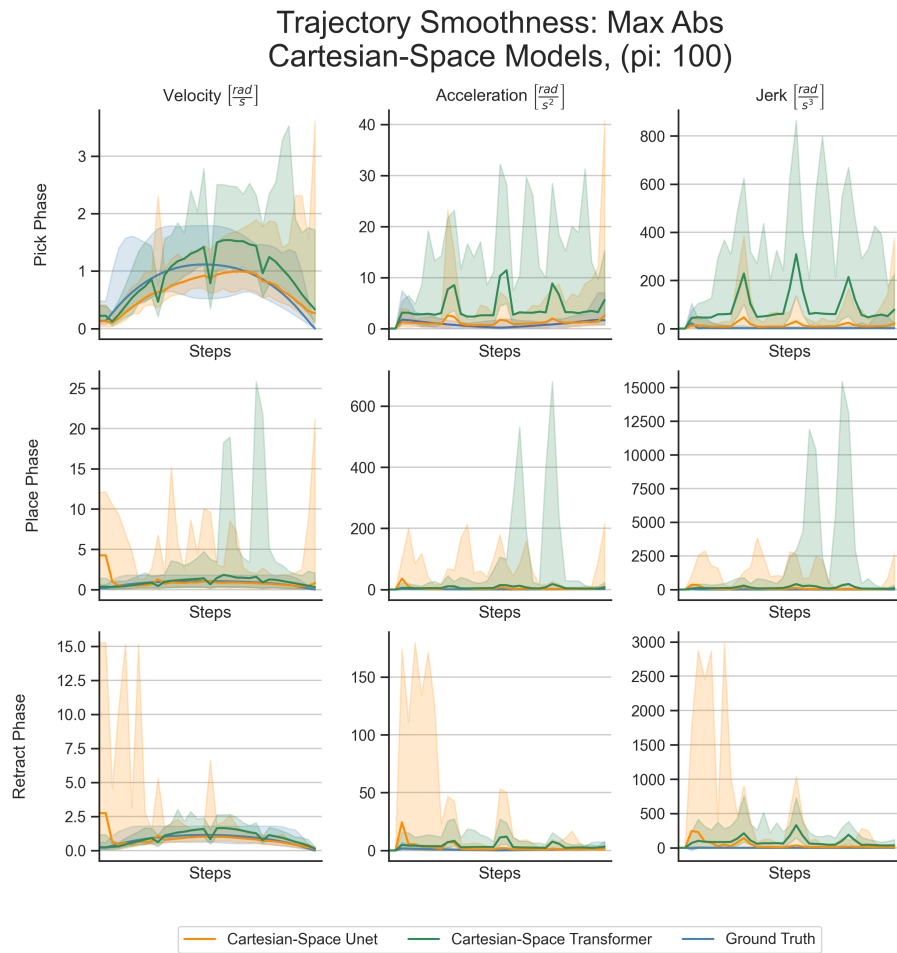 Trajectory Smoothness: Max Abs
Cartesian-Space Models, (pi: 100)
Velocity [rad/s]
Acceleration [rad/s²]
Jerk [rad/s³]
Pick Phase
3
2
1
0
Steps
40
30
20
10
0
Steps
800
600
400
200
0
Steps
Place Phase
25
20
15
10
5
0
Steps
600
400
200
0
Steps
15000
12500
10000
7500
5000
2500
0
Steps
Retract Phase
15.0
12.5
10.0
7.5
5.0
2.5
0.0
Steps
150
100
50
0
Steps
3000
2500
2000
1500
1000
500
0
Steps
Cartesian-Space Unet
Cartesian-Space Transformer
Ground Truth